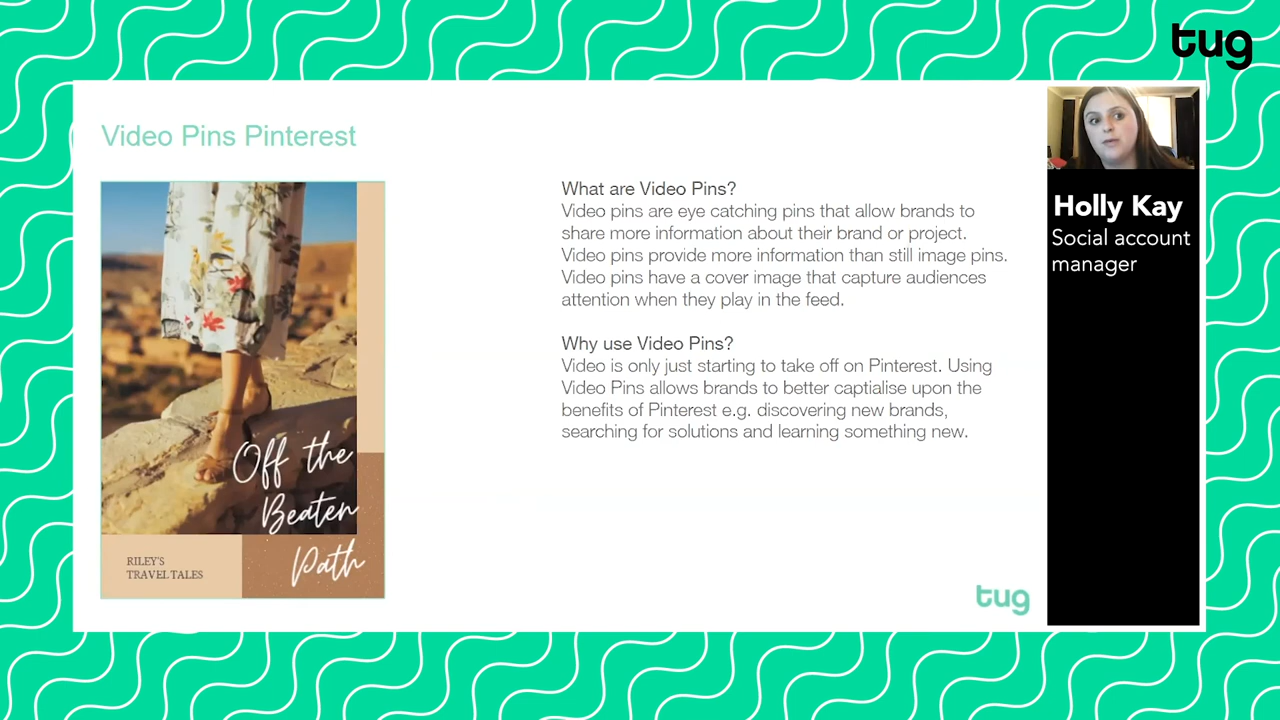 tug
Video Pins Pinterest
Off the
Beaten
Path
RILEY'S
TRAVEL TALES
What are Video Pins?
Video pins are eye catching pins that allow brands to
share more information about their brand or project.
Video pins provide more information than still image pins.
Video pins have a cover image that capture audiences
attention when they play in the feed.
Why use Video Pins?
Video is only just starting to take off on Pinterest. Using
Video Pins allows brands to better captialise upon the
benefits of Pinterest e.g. discovering new brands,
searching for solutions and learning something new.
tug
Holly Kay
Social account
manager